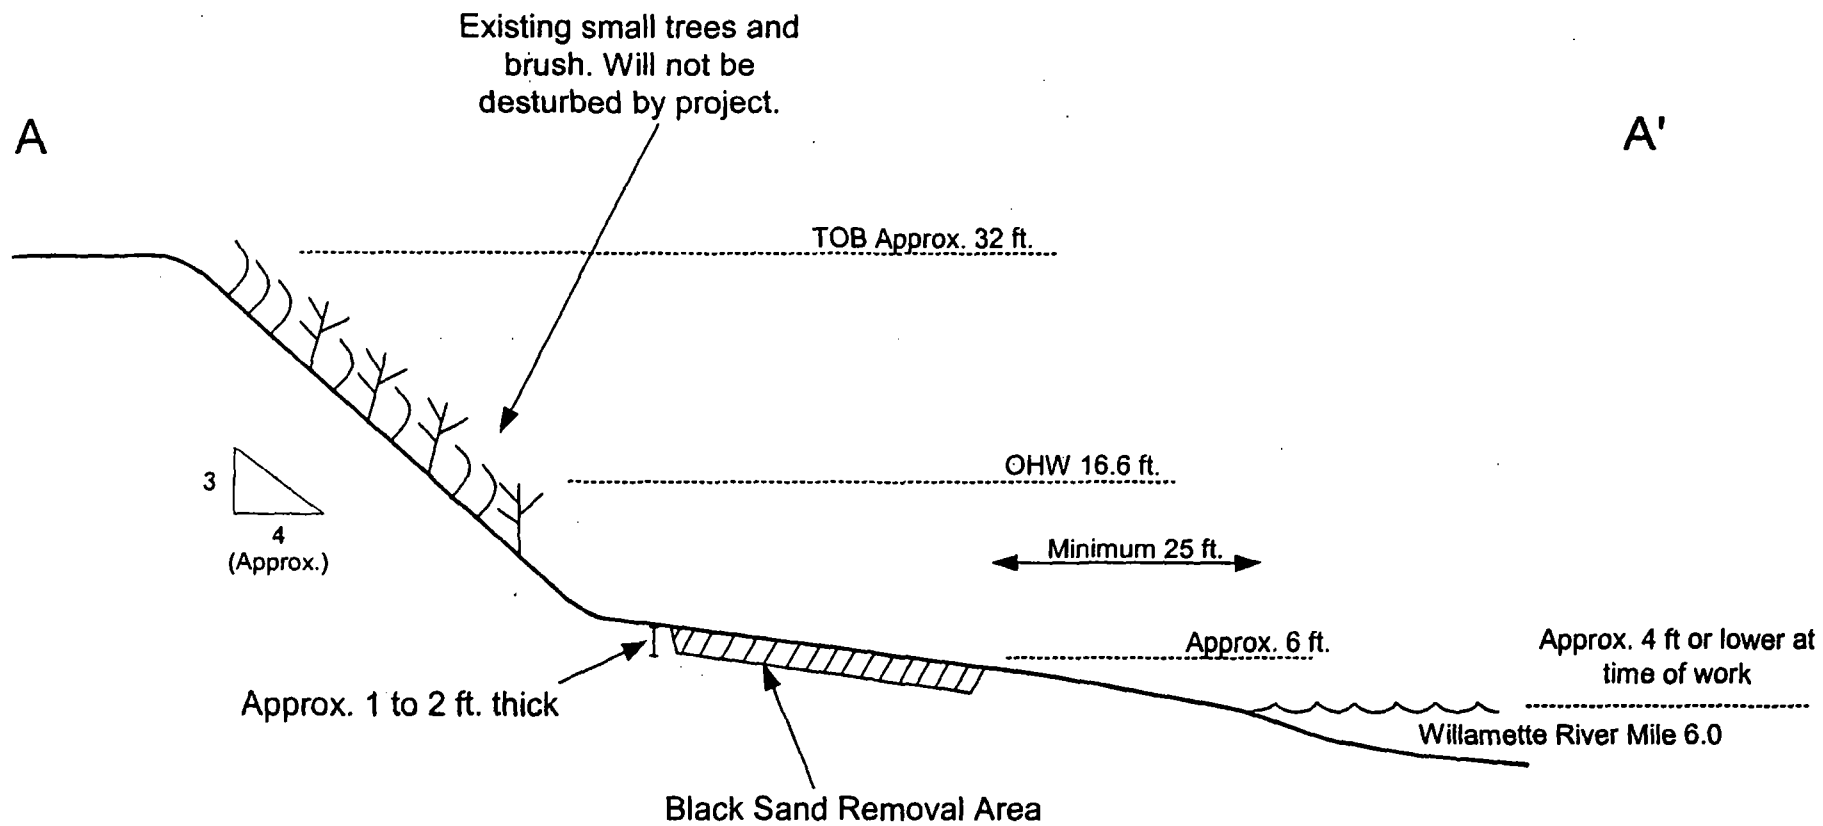 Existing small trees and
brush. Will not be
desturbed by project.
A
A'
TOB Approx. 32 ft.
OHW 16.6 ft.
3
4
(Approx.)
Minimum 25 ft.
Approx. 6 ft.
Approx. 4 ft or lower at
time of work
Approx. 1 to 2 ft. thick
Willamette River Mile 6.0
Black Sand Removal Area